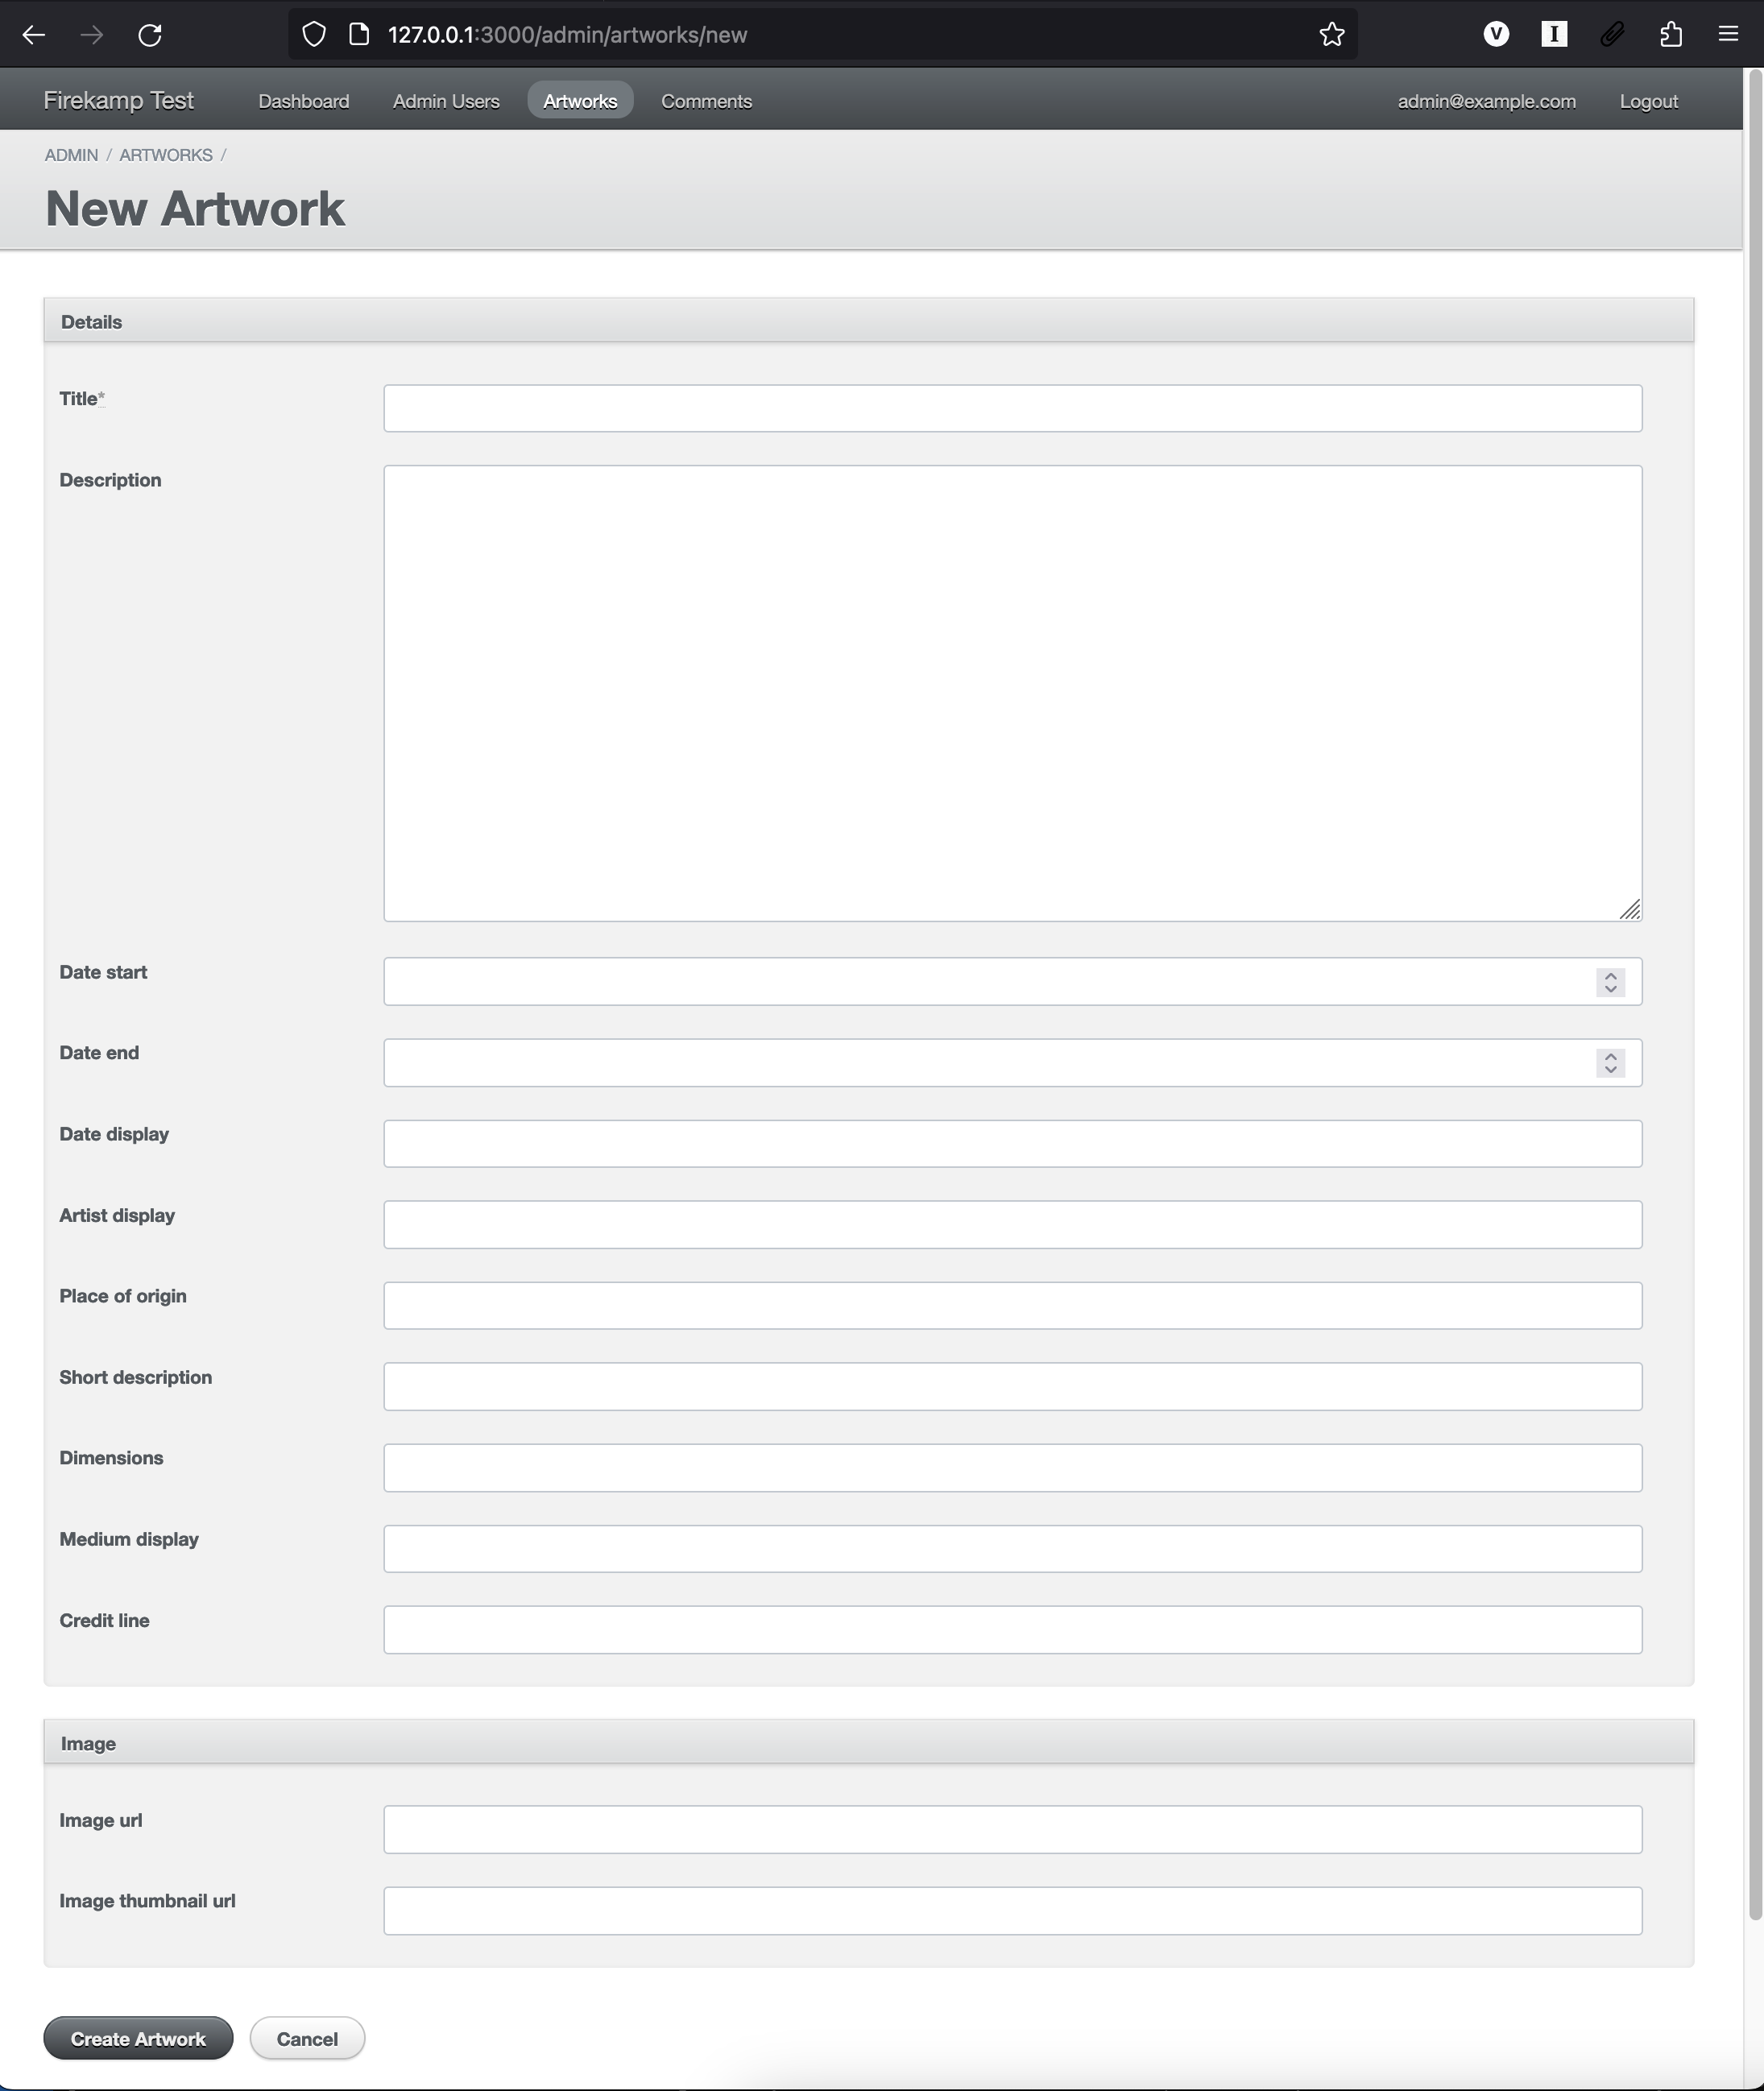 127.0.0.1:3000/admin/artworks/new
V
I
Firekamp Test Dashboard Admin Users Artworks Comments admin@example.com Logout
ADMIN / ARTWORKS /
New Artwork
Details
Title*
Description
Date start
Date end
Date display
Artist display
Place of origin
Short description
Dimensions
Medium display
Credit line
Image
Image url
Image thumbnail url
Create Artwork Cancel